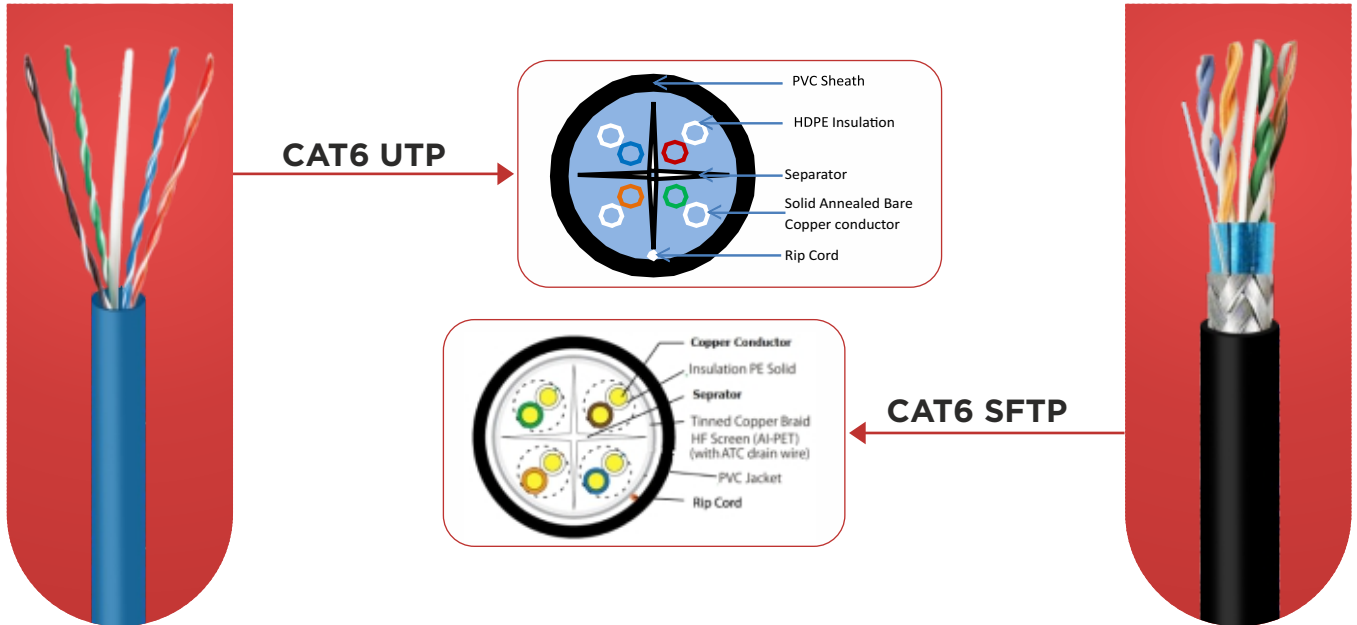 CAT6 UTP
PVC Sheath
HDPE Insulation
Separator
Solid Annealed Bare
Copper conductor
Rip Cord
Copper Conductor
Insulation PE Solid
Seprator
Tinned Copper Braid
HF Screen (Al-PET)
(with ATC drain wire)
PVC Jacket
Rip Cord
CAT6 SFTP